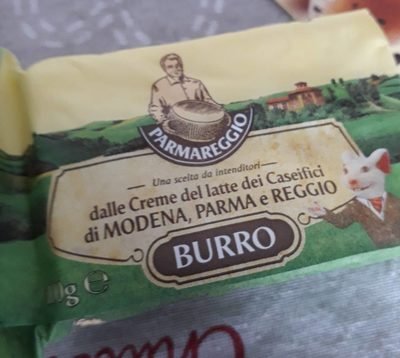 PARMAREGGIO
Una scelta da intenditori
dalle Creme del latte dei Caseifici
di MODENA, PARMA e REGGIO
BURRO
g e